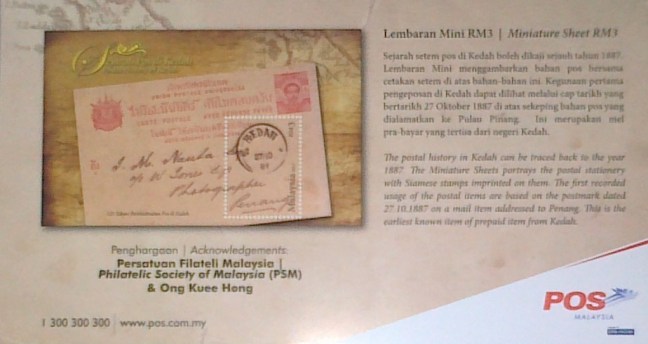 Lembaran Mini RM3 | Miniature Sheet RM3
Sejarah setem pos di Kedah boleh dikaji sejauh tahun 1887.
Lembaran Mini menggambarkan bahan pos bersama
cetakan setem di atas bahan-bahan ini. Kegunaan pertama
pengeposan di Kedah dapat dilihat melalui cap tarikh yang
bertarikh 27 Oktober 1887 di atas sekeping bahan pos yang
dialamatkan ke Pulau Pinang. Ini merupakan mel
pra-bayar yang tertua dari negeri Kedah.
The postal history in Kedah can be traced back to the year
1887. The Miniature Sheets portrays the postal stationery
with Siamese stamps imprinted on them. The first recorded
usage of the postal items are based on the postmark dated
27.10.1887 on a mail item addressed to Penang. This is the
earliest known item of prepaid item from Kedah.
KEDAH
To
Photographer
Penang
Malaysia
Penghargaan | Acknowledgements:
Persatuan Filateli Malaysia |
Philatelic Society of Malaysia (PSM)
& Ong Kuee Hong
1 300 300 300 | www.pos.com.my
POS
MALAYSIA